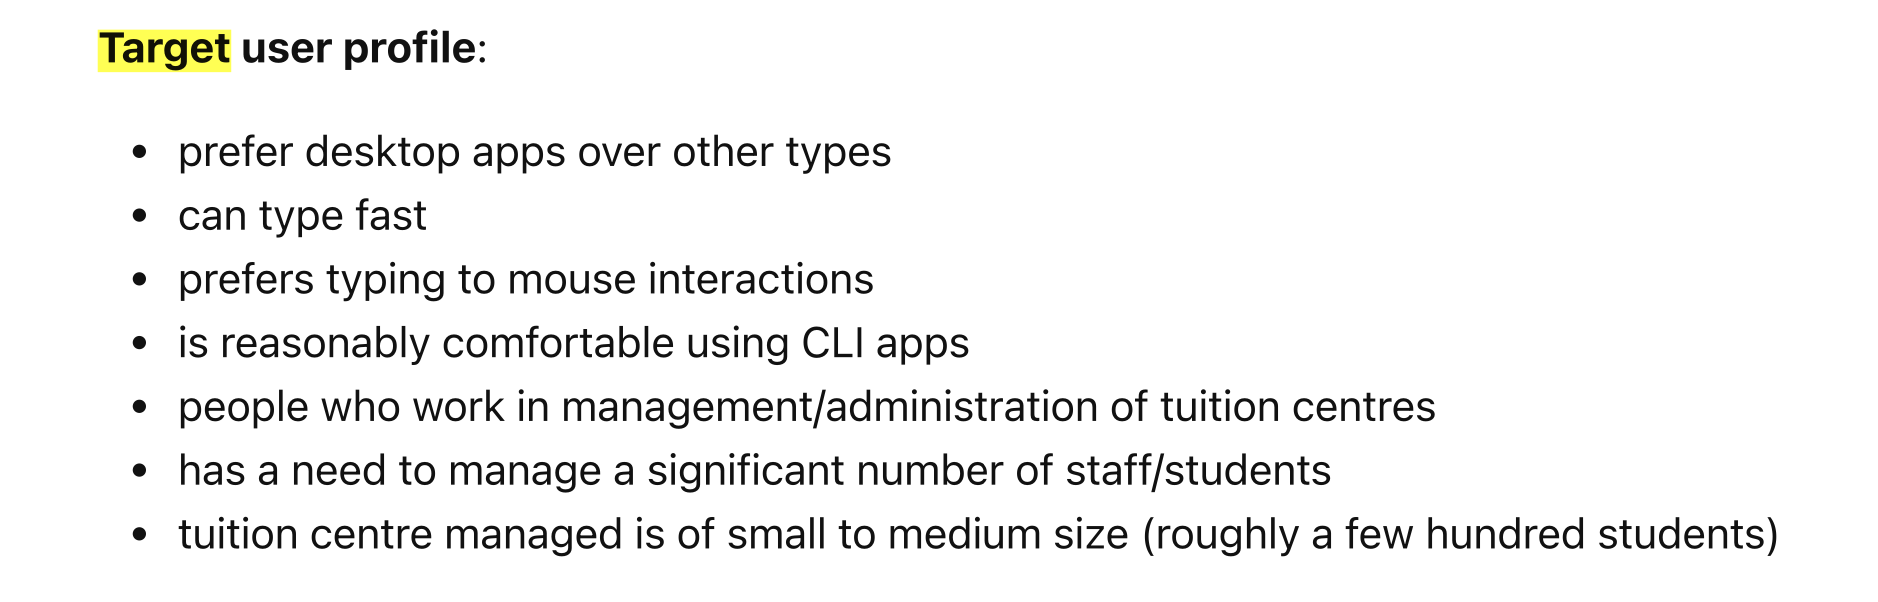 Target user profile:
• prefer desktop apps over other types
• can type fast
• prefers typing to mouse interactions
• is reasonably comfortable using CLI apps
• people who work in management/administration of tuition centres
• has a need to manage a significant number of staff/students
• tuition centre managed is of small to medium size (roughly a few hundred students)